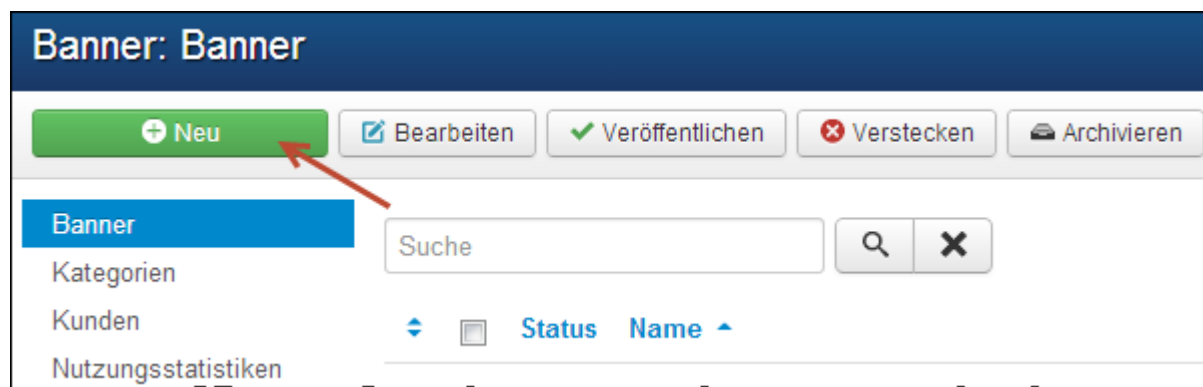 Banner: Banner
Neu Bearbeiten Veröffentlichen Verstecken Archivieren
Banner
Suche
Kategorien
Kunden
Status Name
Nutzungsstatistiken